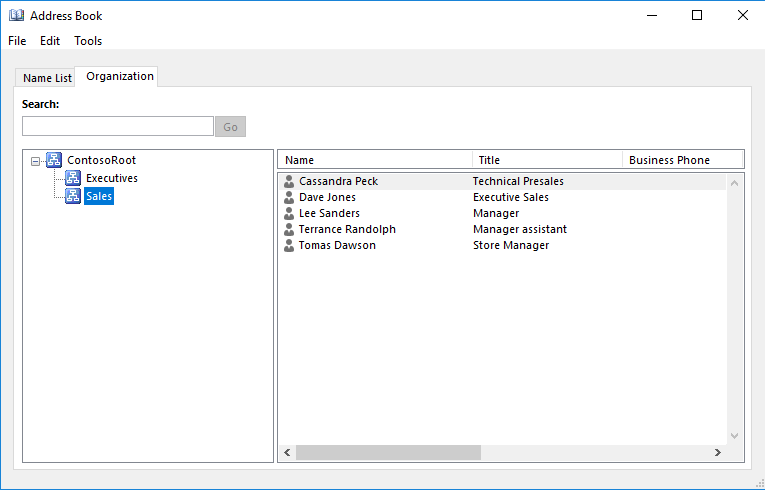 Address Book
File Edit Tools
Name List Organization
Search:
Go
ContosoRoot
Executives
Sales
Name Title Business Phone
Cassandra Peck Technical Presales
Dave Jones Executive Sales
Lee Sanders Manager
Terrance Randolph Manager assistant
Tomas Dawson Store Manager